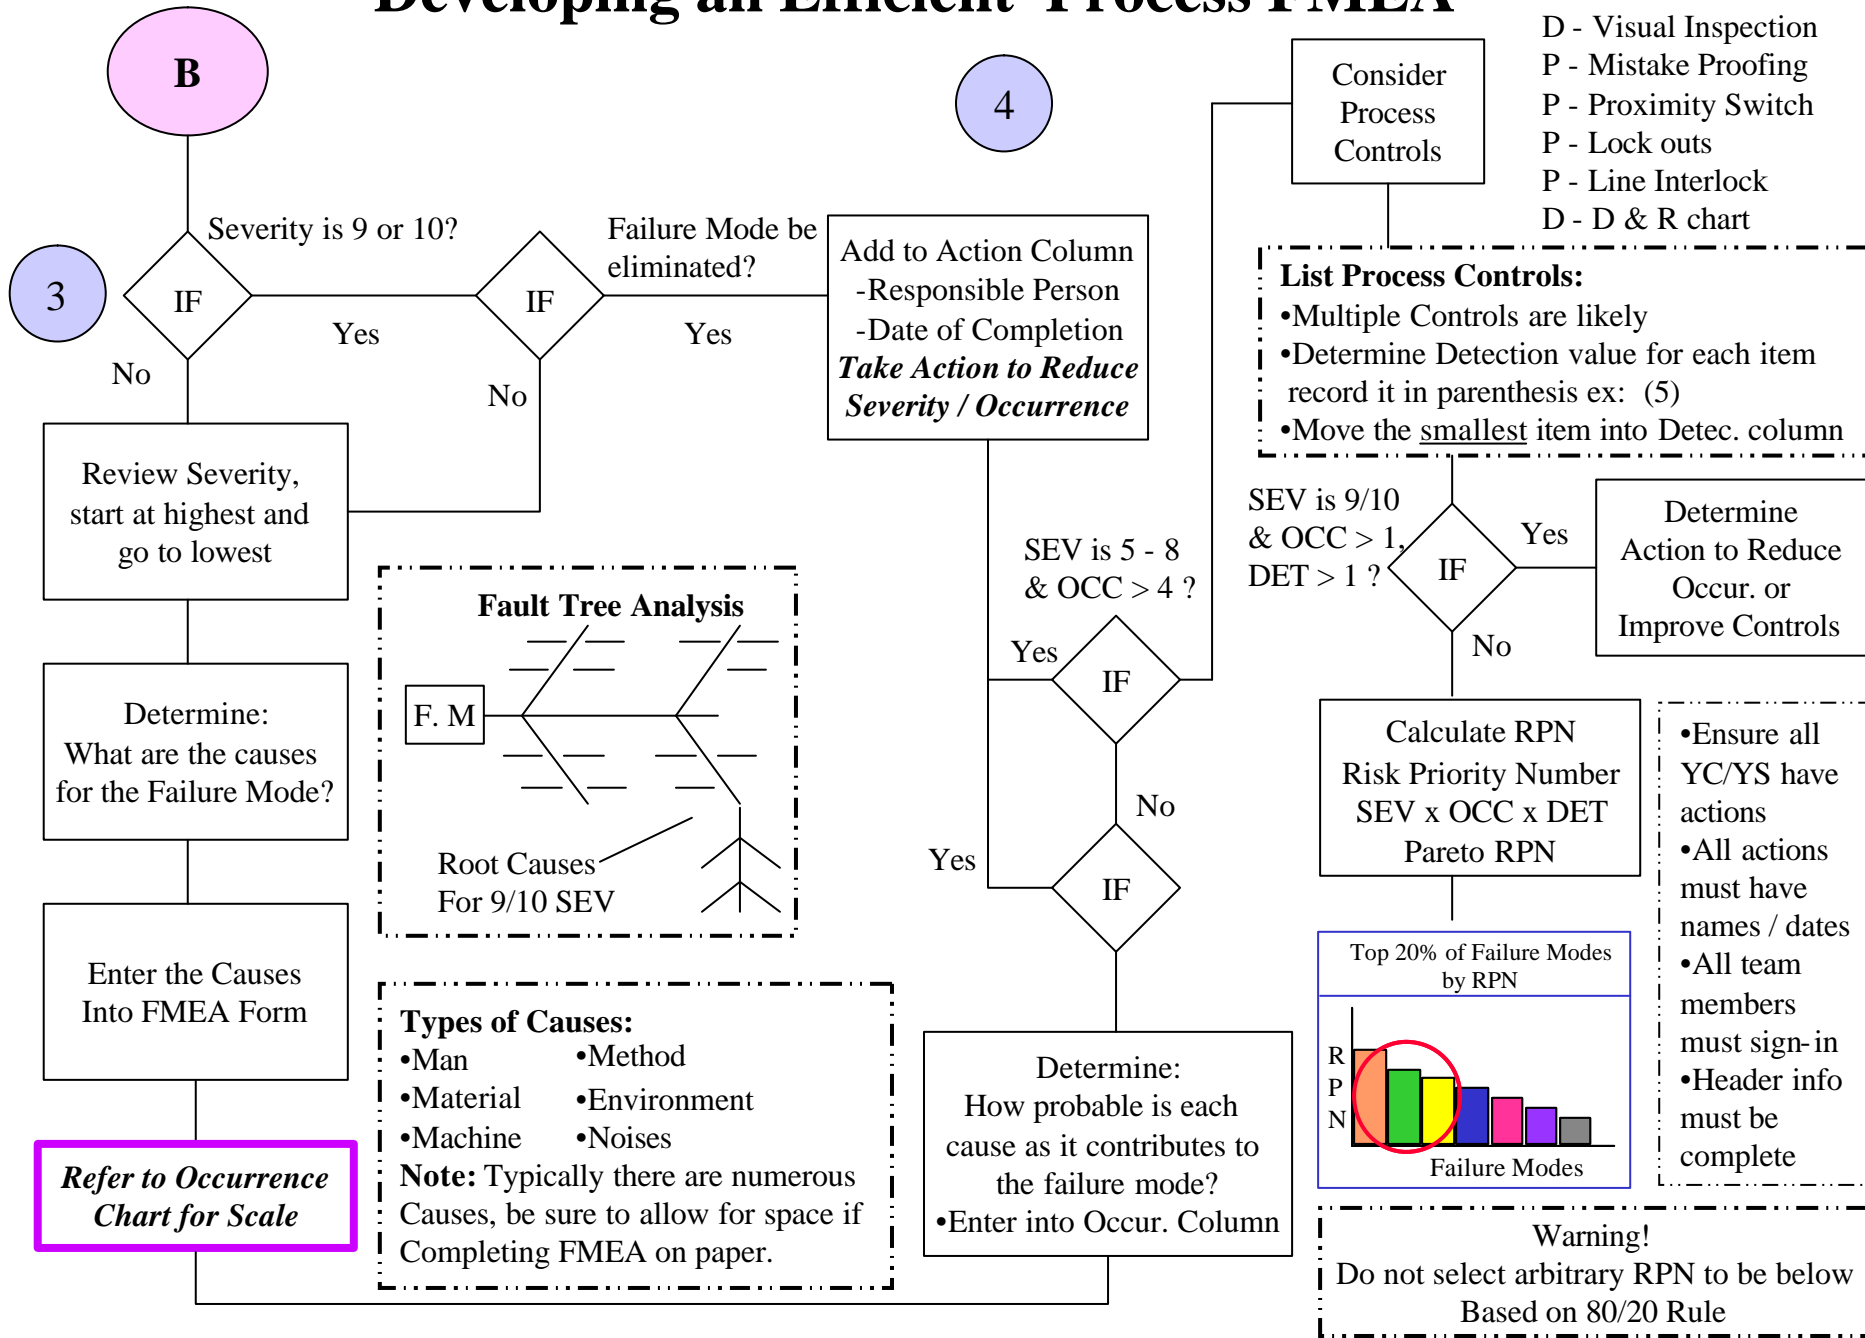 Developing an Efficient Process FMEA
B
3
Severity is 9 or 10?
IF
Yes
No
Failure Mode be
eliminated?
IF
Yes
No
Add to Action Column
-Responsible Person
-Date of Completion
Take Action to Reduce
Severity / Occurrence
Review Severity,
start at highest and
go to lowest
Determine:
What are the causes
for the Failure Mode?
Enter the Causes
Into FMEA Form
Refer to Occurrence
Chart for Scale
Fault Tree Analysis
F. M
Root Causes
For 9/10 SEV
Types of Causes:
•Man
•Method
•Material
•Environment
•Machine
•Noises
Note: Typically there are numerous
Causes, be sure to allow for space if
Completing FMEA on paper.
4
SEV is 5 - 8
& OCC > 4 ?
Yes
IF
No
Yes
IF
Determine:
How probable is each
cause as it contributes to
the failure mode?
•Enter into Occur. Column
Consider
Process
Controls
D - Visual Inspection
P - Mistake Proofing
P - Proximity Switch
P - Lock outs
P - Line Interlock
D - D & R chart
List Process Controls:
•Multiple Controls are likely
•Determine Detection value for each item
record it in parenthesis ex: (5)
•Move the smallest item into Detec. column
SEV is 9/10
& OCC > 1,
DET > 1 ?
IF
Yes
No
Determine
Action to Reduce
Occur. or
Improve Controls
Calculate RPN
Risk Priority Number
SEV x OCC x DET
Pareto RPN
•Ensure all
YC/YS have
actions
•All actions
must have
names / dates
•All team
members
must sign-in
•Header info
must be
complete
Top 20% of Failure Modes
by RPN
R
P
N
Failure Modes
Warning!
Do not select arbitrary RPN to be below
Based on 80/20 Rule